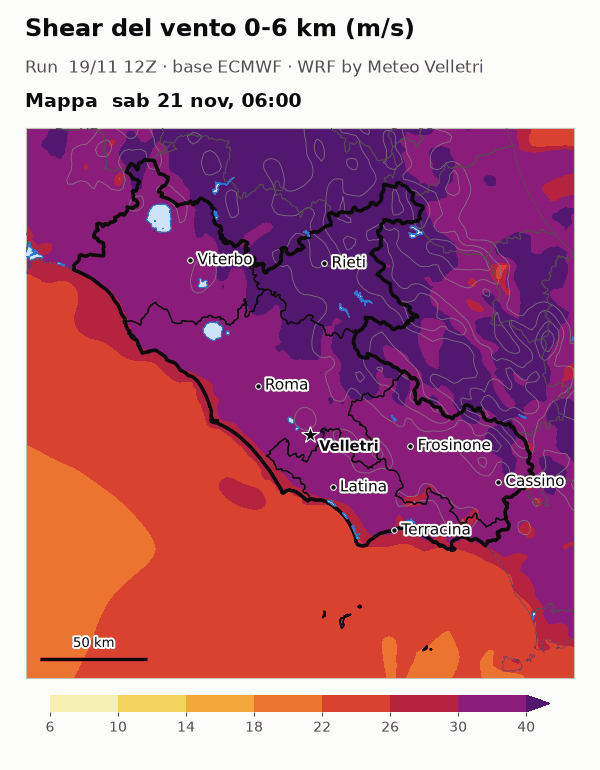 Shear del vento 0-6 km (m/s)
Run 19/11 12Z · base ECMWF · WRF by Meteo Velletri
Mappa sab 21 nov, 06:00
Viterbo
Rieti
Roma
Velletri
Frosinone
Cassino
Latina
Terracina
50 km
6 10 14 18 22 26 30 40